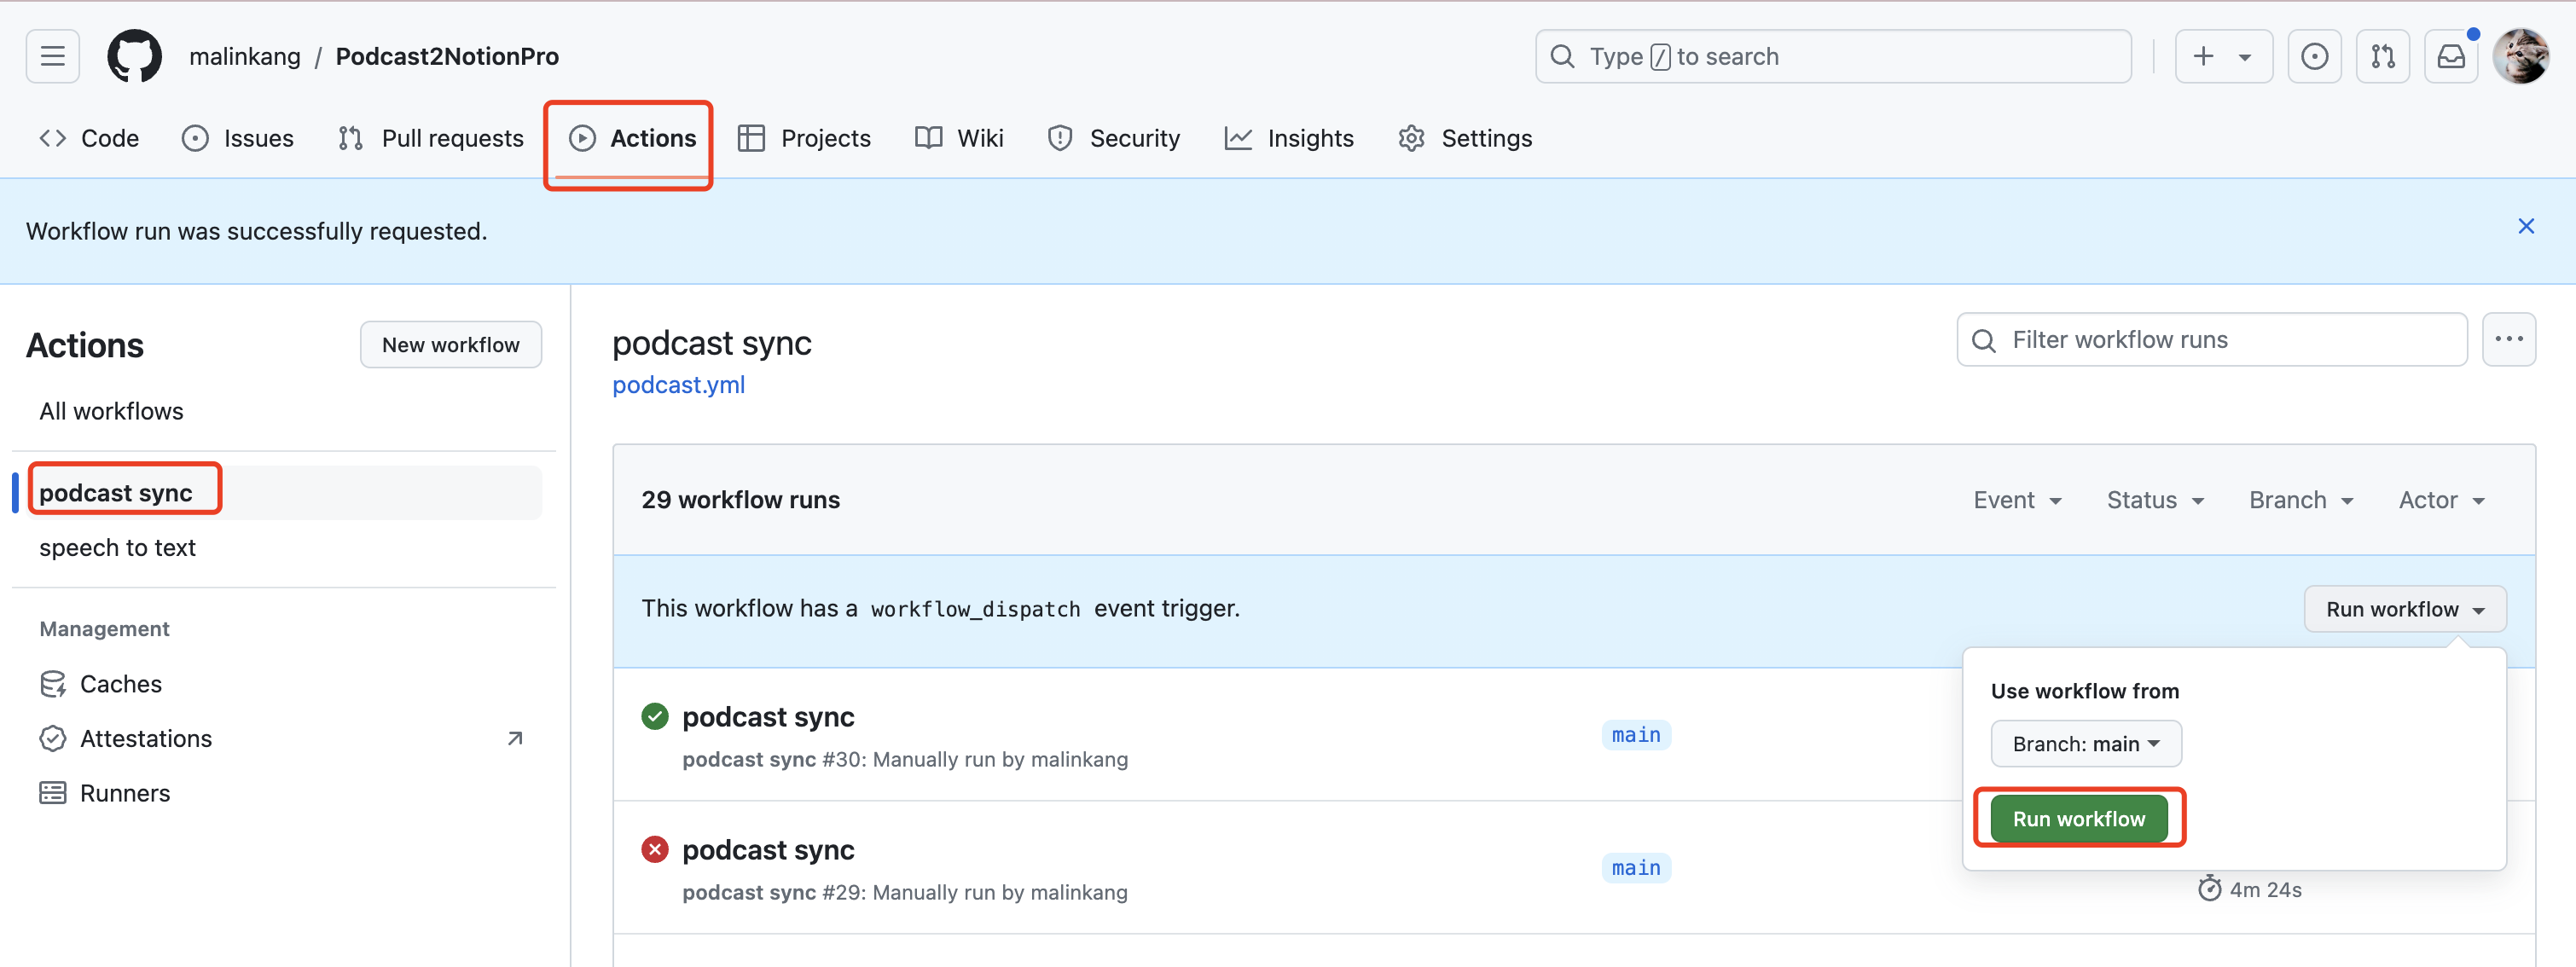 malinkang / Podcast2NotionPro
Type / to search
Code Issues Pull requests Actions Projects Wiki Security Insights Settings
Workflow run was successfully requested.
Actions
New workflow
All workflows
podcast sync
speech to text
Management
Caches
Attestations
Runners
podcast sync
podcast.yml
Filter workflow runs
29 workflow runs
Event Status Branch Actor
This workflow has a workflow_dispatch event trigger.
Run workflow
Use workflow from
Branch: main
Run workflow
podcast sync
podcast sync #30: Manually run by malinkang
main
podcast sync
podcast sync #29: Manually run by malinkang
main
4m 24s